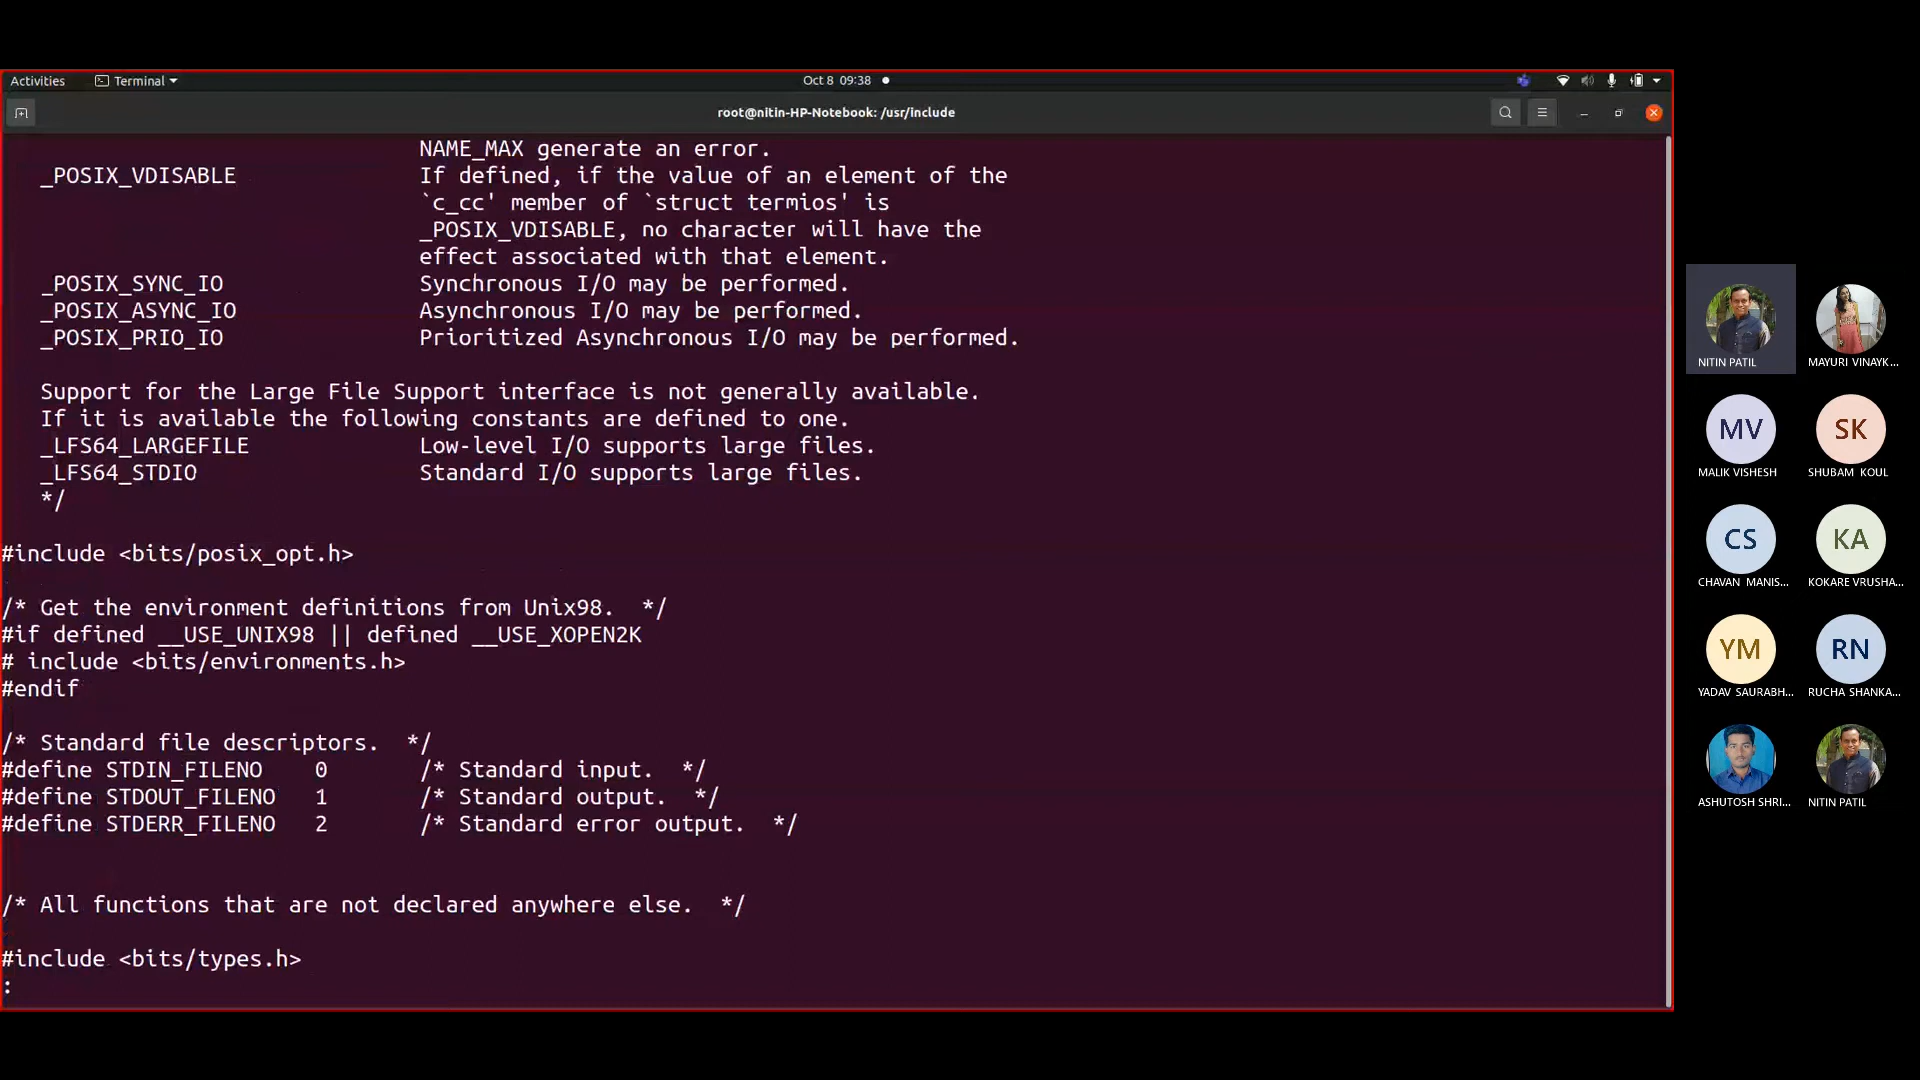 Activities Terminal Oct 8 09:38
root@nitin-HP-Notebook: /usr/include
NAME_MAX generate an error.
_POSIX_VDISABLE If defined, if the value of an element of the
`c_cc' member of `struct termios' is
_POSIX_VDISABLE, no character will have the
effect associated with that element.
_POSIX_SYNC_IO Synchronous I/O may be performed.
_POSIX_ASYNC_IO Asynchronous I/O may be performed.
_POSIX_PRIO_IO Prioritized Asynchronous I/O may be performed.
Support for the Large File Support interface is not generally available.
If it is available the following constants are defined to one.
_LFS64_LARGEFILE Low-level I/O supports large files.
_LFS64_STDIO Standard I/O supports large files.
*/
#include <bits/posix_opt.h>
/* Get the environment definitions from Unix98. */
#if defined __USE_UNIX98 || defined __USE_XOPEN2K
# include <bits/environments.h>
#endif
/* Standard file descriptors. */
#define STDIN_FILENO 0 /* Standard input. */
#define STDOUT_FILENO 1 /* Standard output. */
#define STDERR_FILENO 2 /* Standard error output. */
/* All functions that are not declared anywhere else. */
#include <bits/types.h>
:
NITIN PATIL MAYURI VINAYK...
MV SK
MALIK VISHESH SHUBAM KOUL
CS KA
CHAVAN MANIS... KOKARE VRUSHA...
YM RN
YADAV SAURABH... RUCHA SHANKA...
ASHUTOSH SHRI... NITIN PATIL